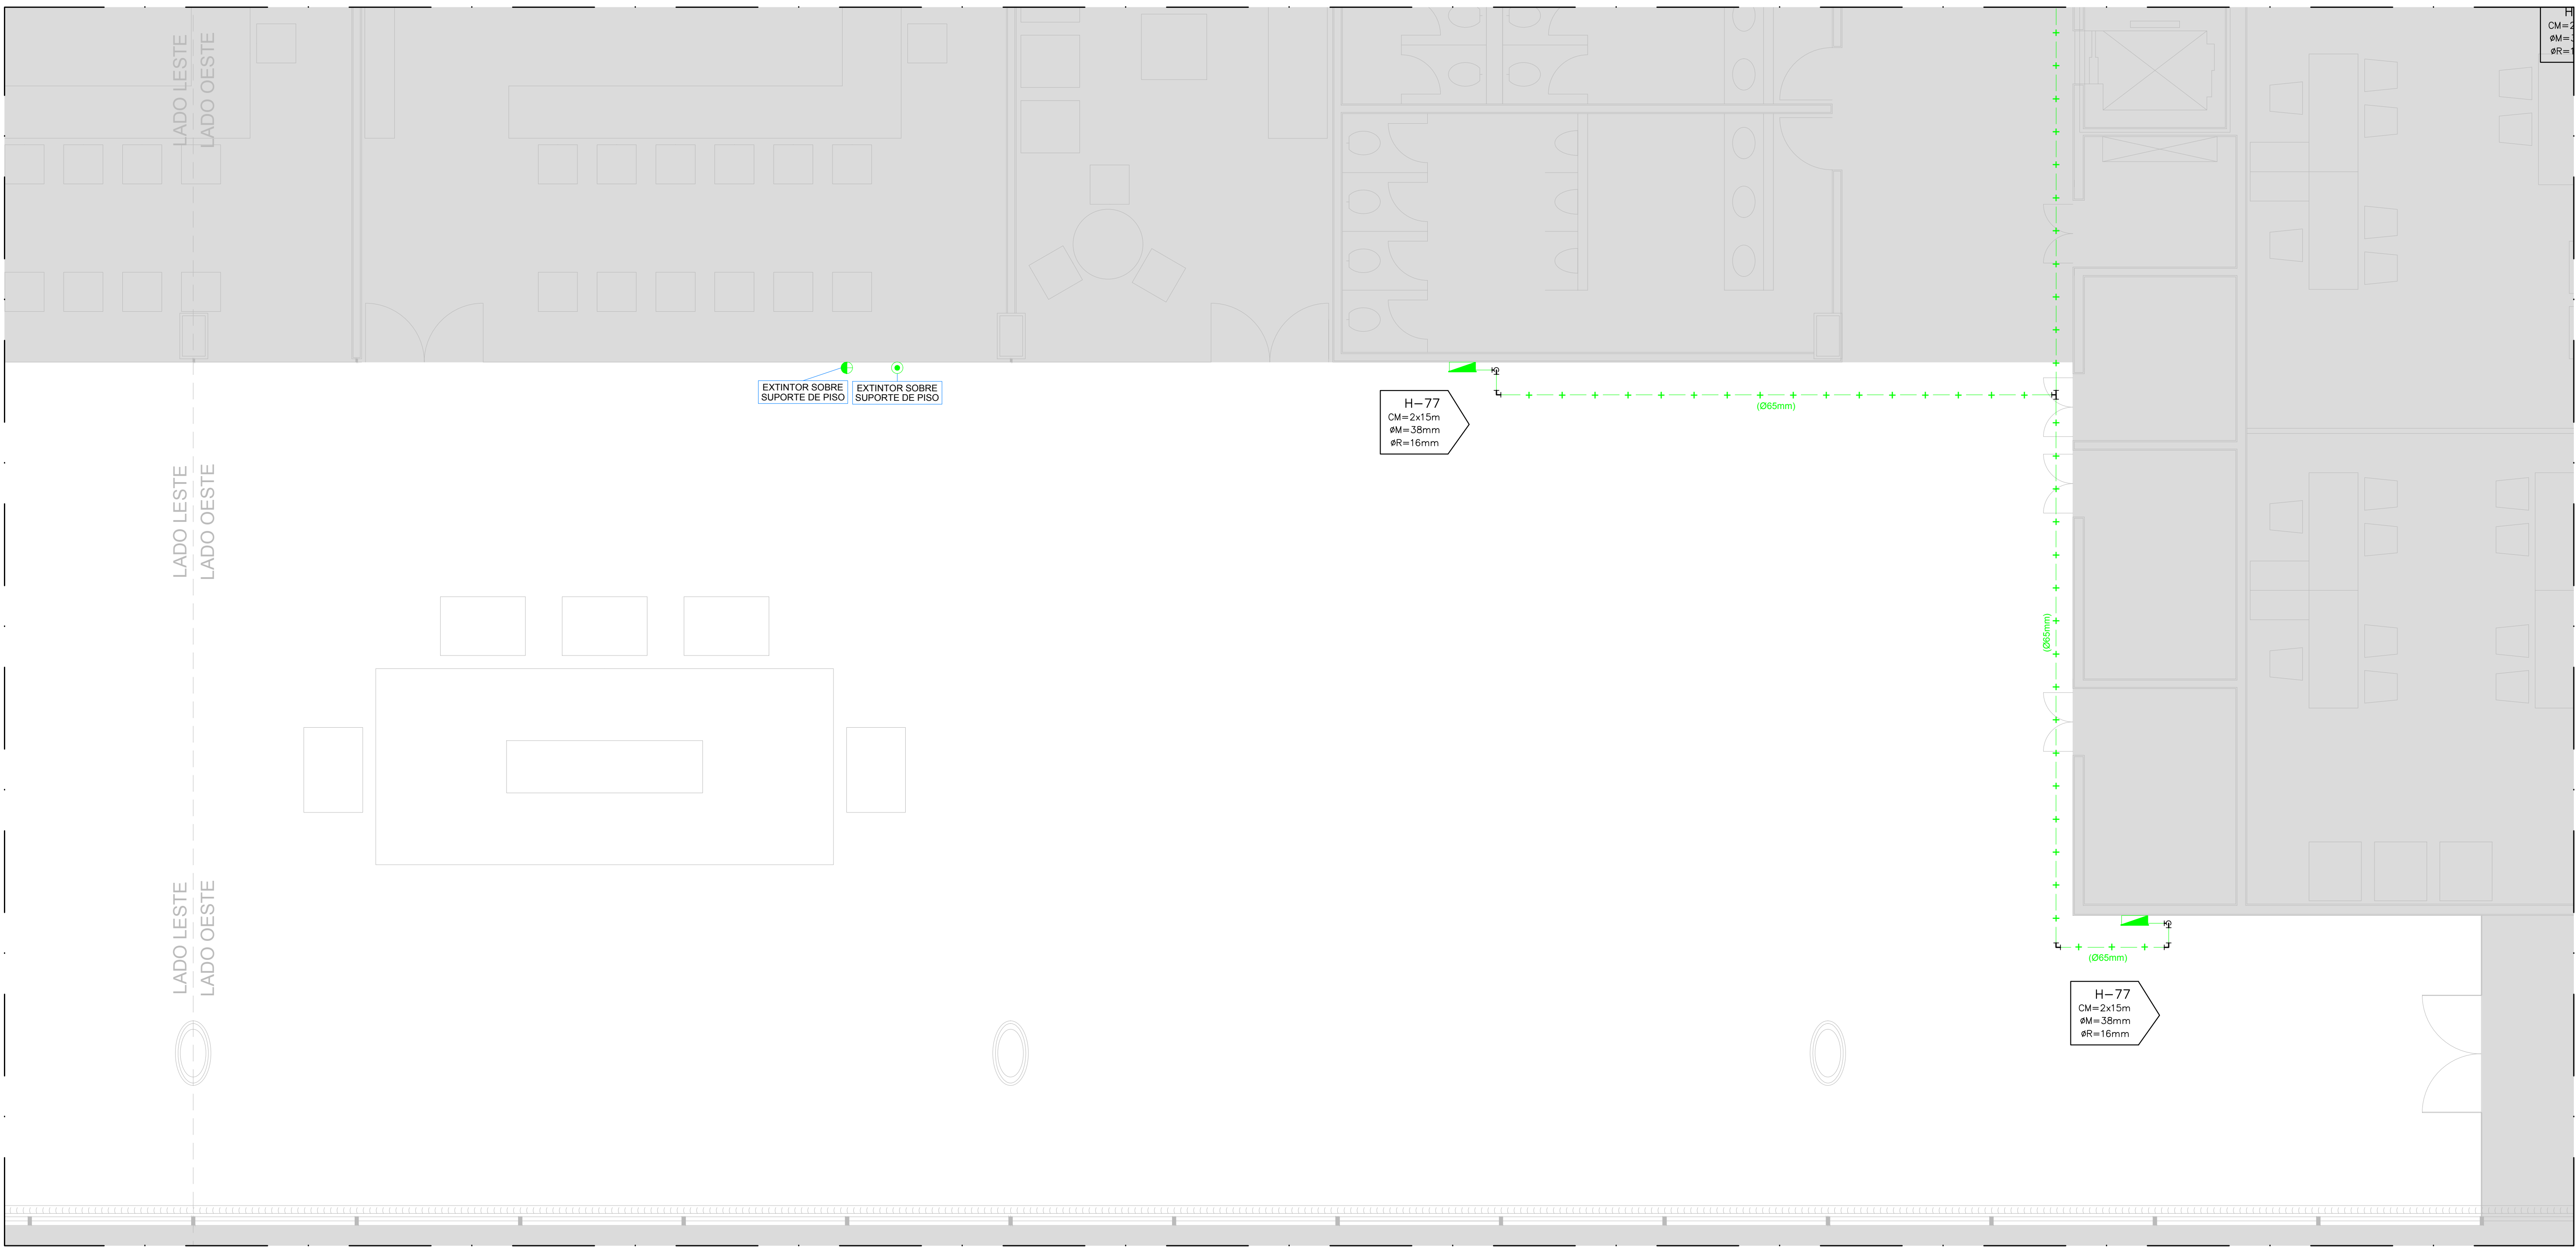 LADO LESTE
LADO OESTE
EXTINTOR SOBRE
SUPORTE DE PISO
EXTINTOR SOBRE
SUPORTE DE PISO
H-77
CM=2x15m
øM=38mm
øR=16mm
(Ø65mm)
LADO LESTE
LADO OESTE
(Ø65mm)
LADO LESTE
LADO OESTE
(Ø65mm)
H-77
CM=2x15m
øM=38mm
øR=16mm